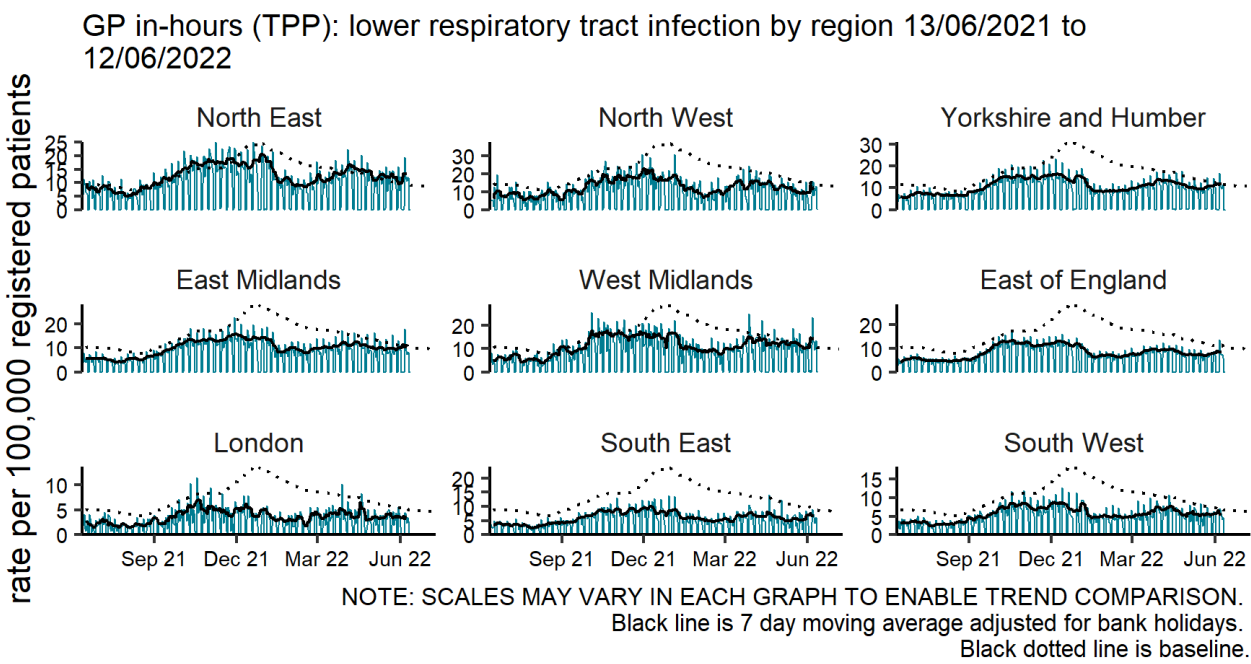 GP in-hours (TPP): lower respiratory tract infection by region 13/06/2021 to
12/06/2022
rate per 100,000 registered patients
North East
25
20
15
10
5
0
North West
30
20
10
0
Yorkshire and Humber
30
20
10
0
East Midlands
20
10
0
West Midlands
20
10
0
East of England
20
10
0
London
10
5
0
Sep 21 Dec 21 Mar 22 Jun 22
South East
20
15
10
5
0
Sep 21 Dec 21 Mar 22 Jun 22
South West
15
10
5
0
Sep 21 Dec 21 Mar 22 Jun 22
NOTE: SCALES MAY VARY IN EACH GRAPH TO ENABLE TREND COMPARISON.
Black line is 7 day moving average adjusted for bank holidays.
Black dotted line is baseline.